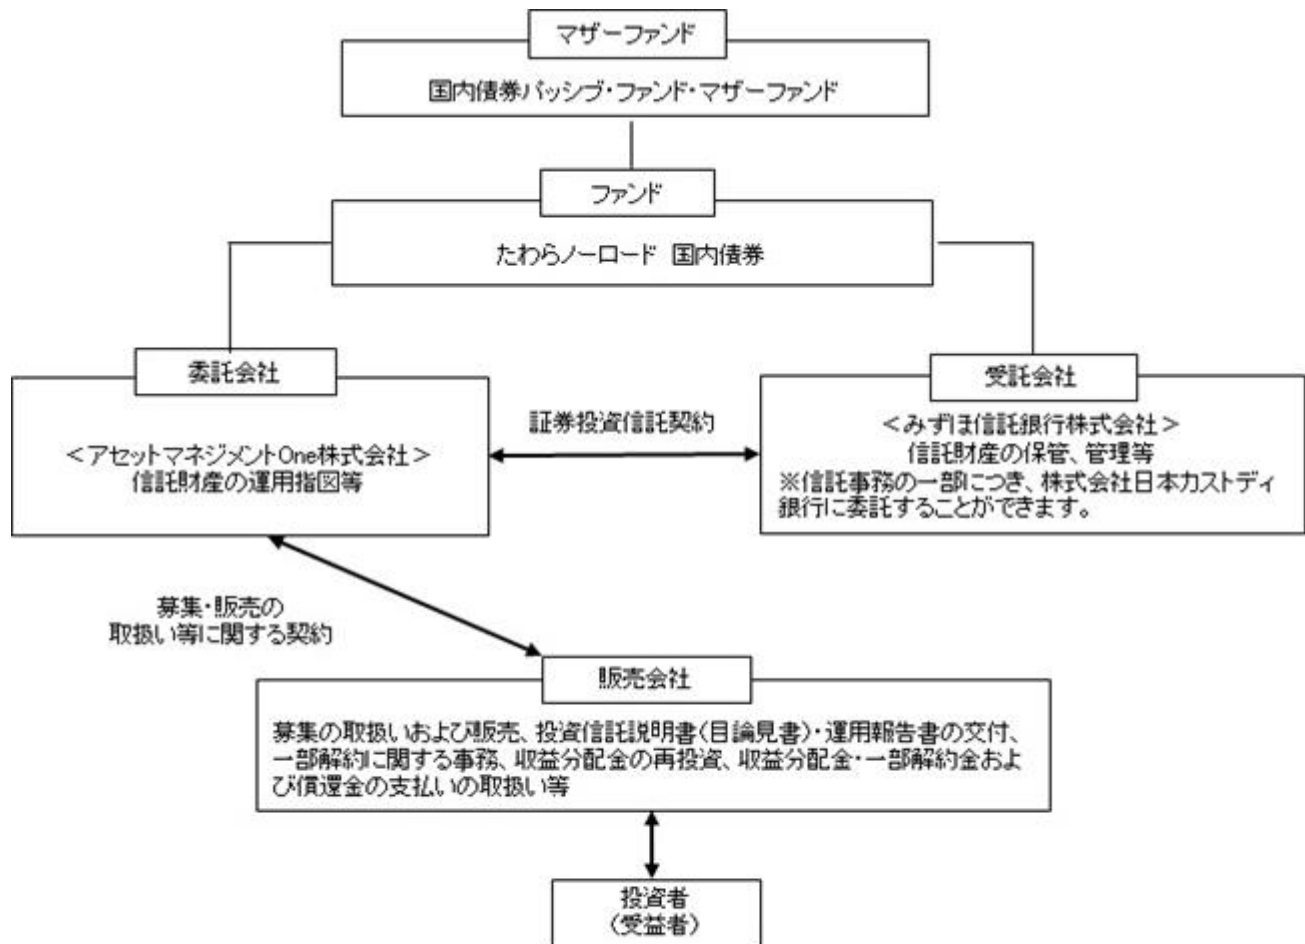 マザーファンド
国内債券パッシブ・ファンド・マザーファンド
ファンド
たわらノーロード 国内債券
委託会社
<アセットマネジメントOne株式会社>
信託財産の運用指図等
証券投資信託契約
受託会社
<みずほ信託銀行株式会社>
信託財産の保管、管理等
※信託事務の一部につき、株式会社日本カストディ
銀行に委託することができます。
募集・販売の
取扱い等に関する契約
販売会社
募集の取扱いおよび販売、投資信託説明書(目論見書)・運用報告書の交付、
一部解約に関する事務、収益分配金の再投資、収益分配金・一部解約金およ
び償還金の支払いの取扱い等
投資者
(受益者)